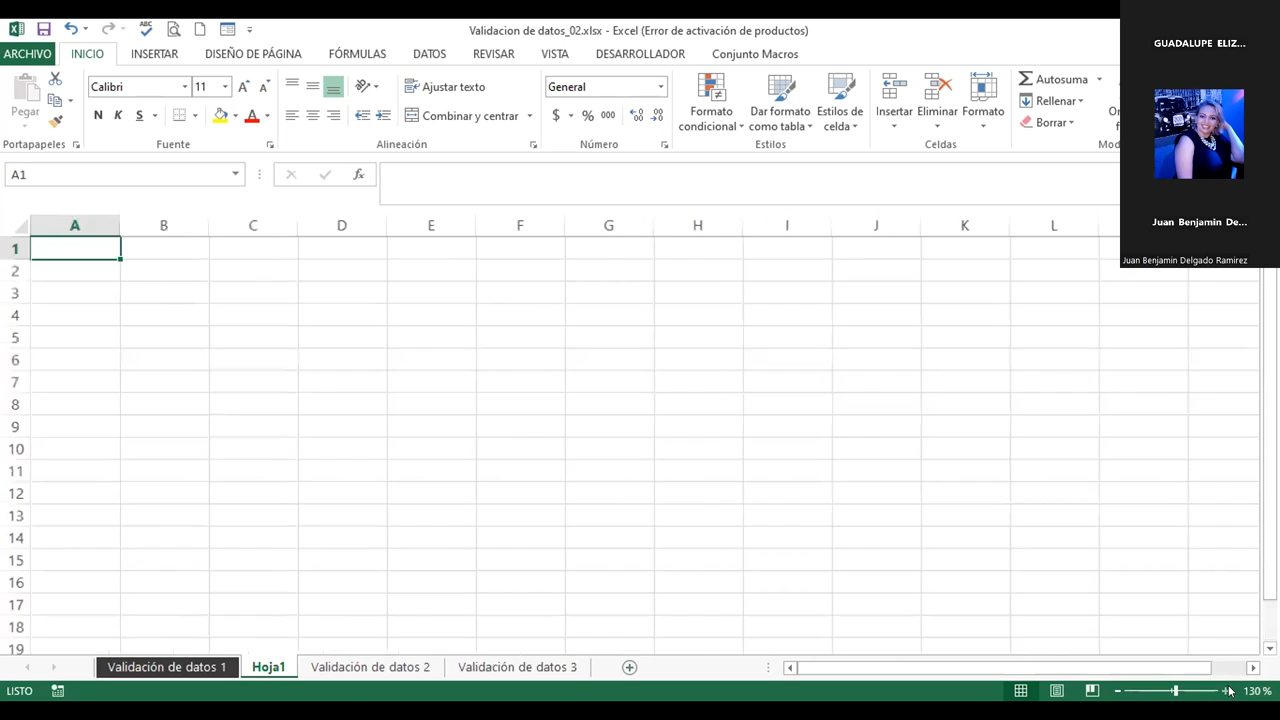 Validacion de datos_02.xlsx - Excel (Error de activación de productos)
ARCHIVO INICIO INSERTAR DISEÑO DE PÁGINA FÓRMULAS DATOS REVISAR VISTA DESARROLLADOR Conjunto Macros
Pegar
Calibri 11
N K S A
Ajustar texto
Combinar y centrar
General
$ % 000
Formato condicional
Dar formato como tabla
Estilos de celda
Insertar
Eliminar
Formato
Autosuma
Rellenar
Borrar
Portapapeles Fuente Alineación Número Estilos Celdas
GUADALUPE ELIZ...
Juan Benjamin De...
Juan Benjamin Delgado Ramirez
A1 fx
A B C D E F G H I J K L
1
2
3
4
5
6
7
8
9
10
11
12
13
14
15
16
17
18
19
Validación de datos 1 Hoja1 Validación de datos 2 Validación de datos 3
LISTO 130 %